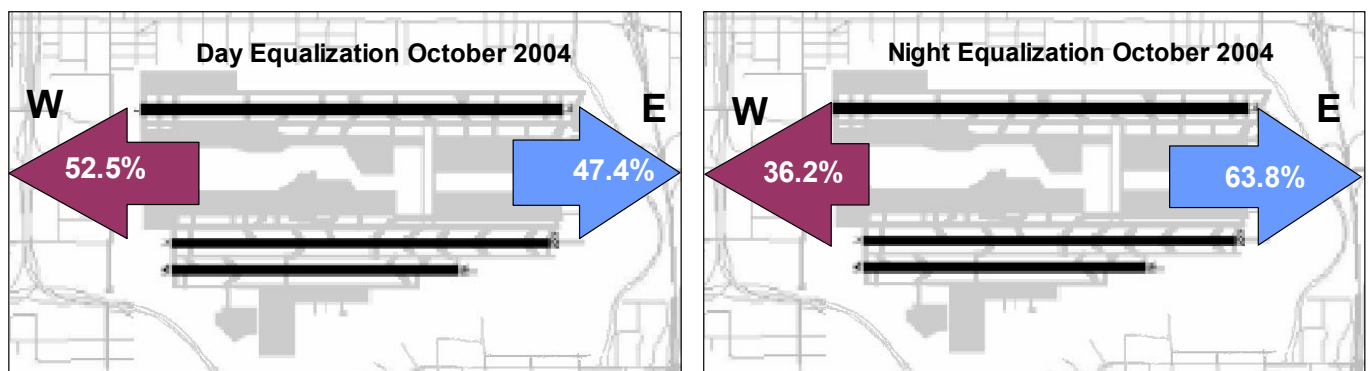 Day Equalization October 2004
W
E
52.5%
47.4%
Night Equalization October 2004
W
E
36.2%
63.8%